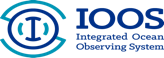 IOOS
Integrated Ocean
Observing System